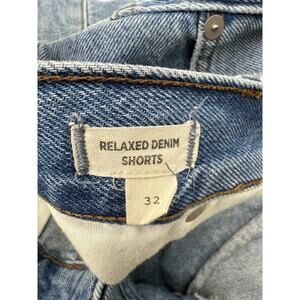 RELAXED DENIM
SHORTS
32